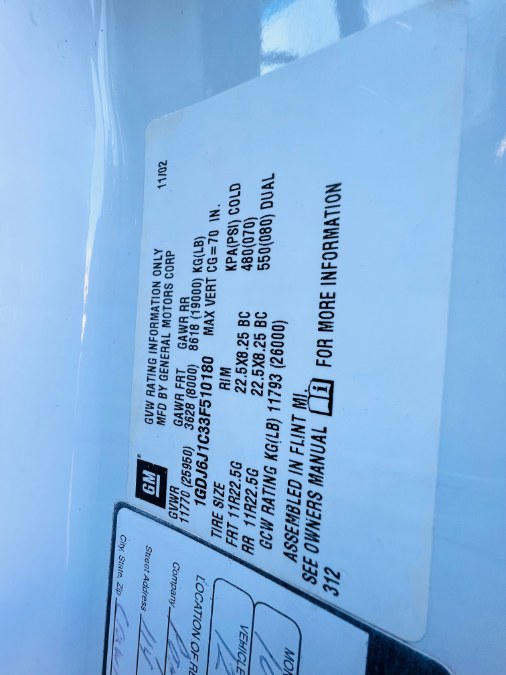 GM
GVW RATING INFORMATION ONLY 11/02
MFD BY GENERAL MOTORS CORP
GVWR GAWR FRT GAWR RR
11770 (25950) 3628 (8000) 8618 (19000) KG(LB)
1GDJ6J1C33F510180 MAX VERT CG=70 IN.
TIRE SIZE RIM KPA(PSI) COLD
FRT 11R22.5G 22.5X8.25 BC 480(070)
RR 11R22.5G 22.5X8.25 BC 550(080) DUAL
GCW RATING KG(LB) 11793 (26000)
ASSEMBLED IN FLINT MI.
SEE OWNERS MANUAL FOR MORE INFORMATION
312
MON
VEHICLE
LOCATION OF RE
Company
Street Address
City, State, Zip